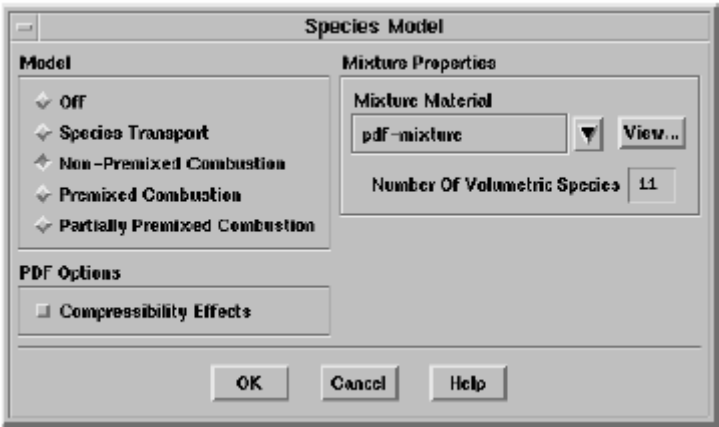 Species Model
Model
Off
Species Transport
Non-Premixed Combustion
Premixed Combustion
Partially Premixed Combustion
PDF Options
Compressibility Effects
Mixture Properties
Mixture Material
pdf-mixture
View...
Number Of Volumetric Species 11
OK Cancel Help